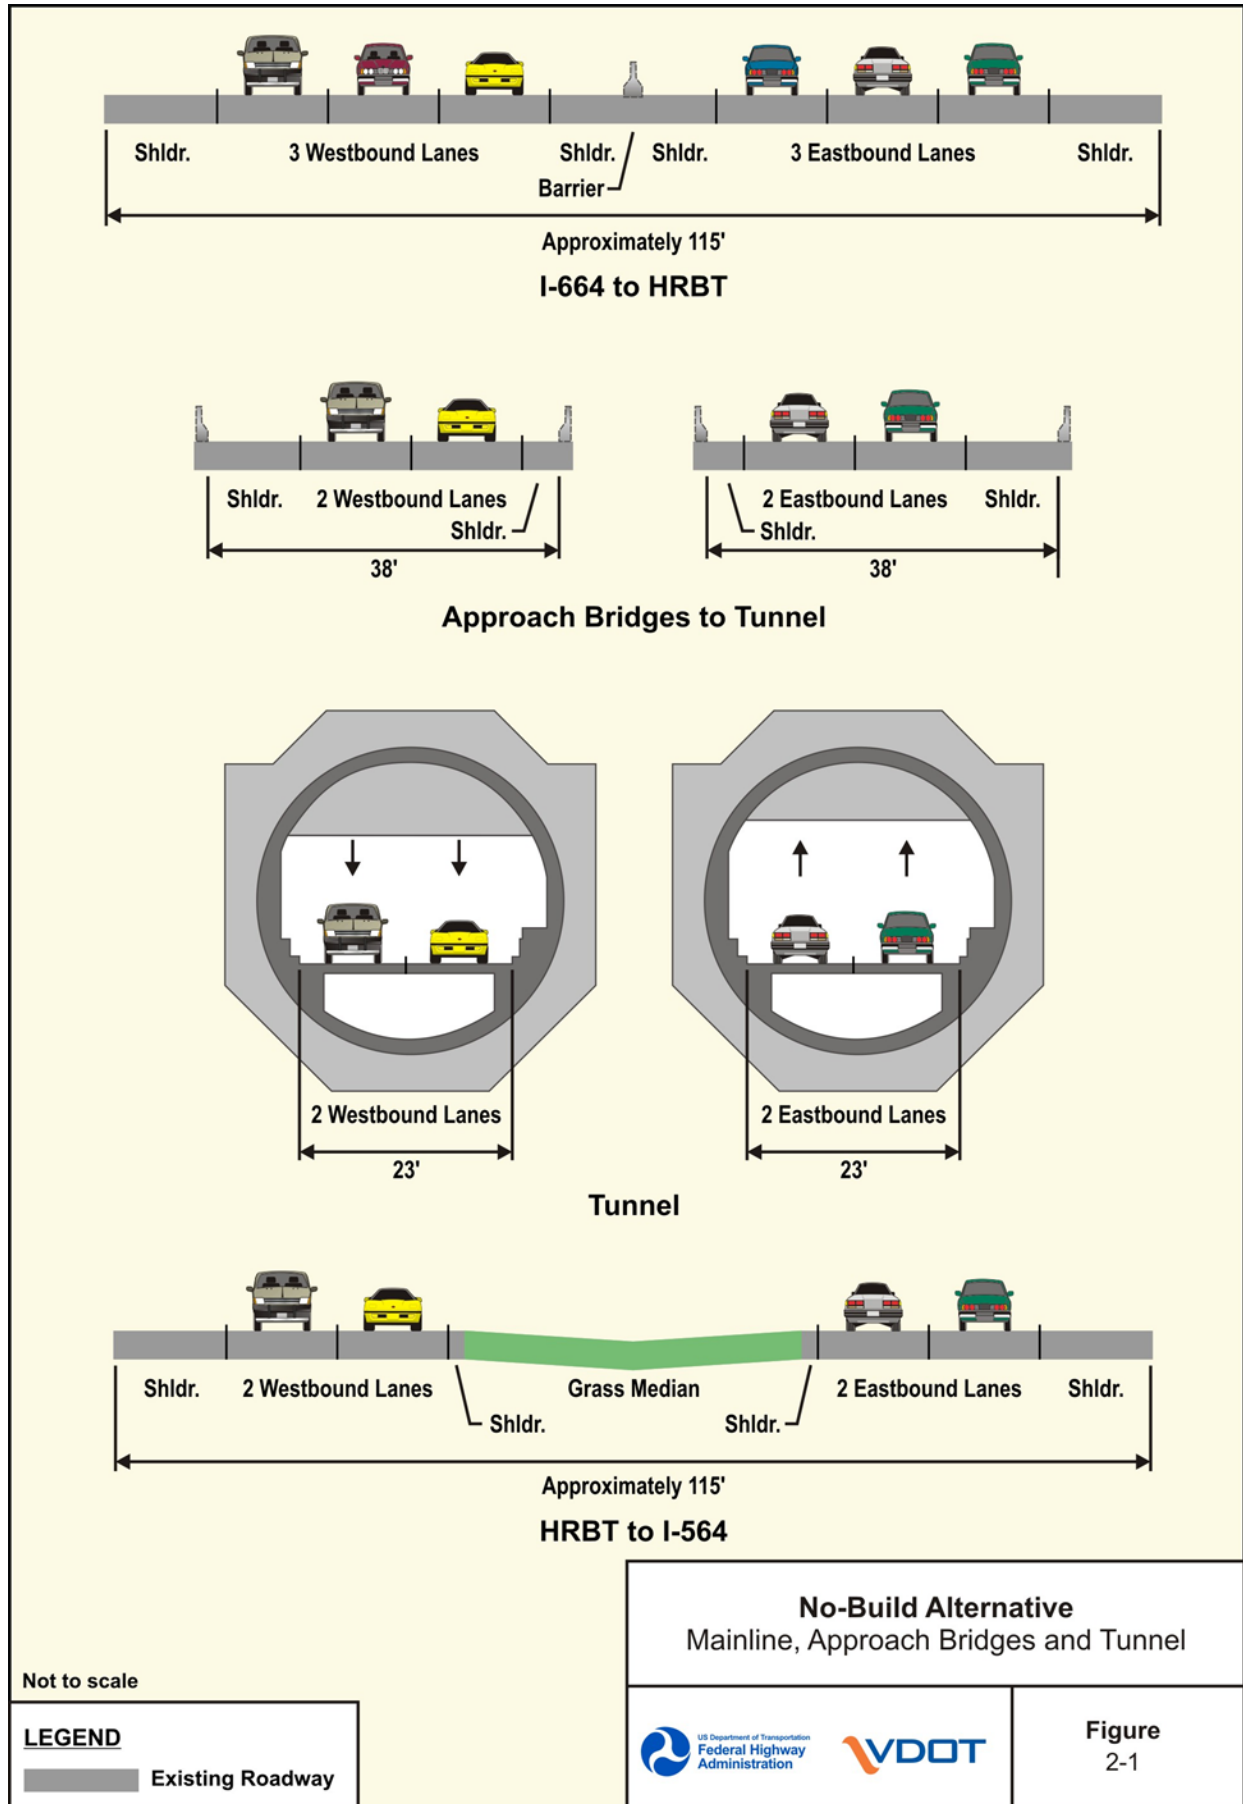 Shldr. 3 Westbound Lanes Shldr. Shldr. 3 Eastbound Lanes Shldr.
Barrier
Approximately 115'
I-664 to HRBT
Shldr. 2 Westbound Lanes 2 Eastbound Lanes Shldr.
Shldr. Shldr.
38' 38'
Approach Bridges to Tunnel
2 Westbound Lanes 2 Eastbound Lanes
23' 23'
Tunnel
Shldr. 2 Westbound Lanes Grass Median 2 Eastbound Lanes Shldr.
Shldr. Shldr.
Approximately 115'
HRBT to I-564
No-Build Alternative
Mainline, Approach Bridges and Tunnel
Not to scale
LEGEND
Existing Roadway
US Department of Transportation
Federal Highway
Administration
VDOT
Figure
2-1